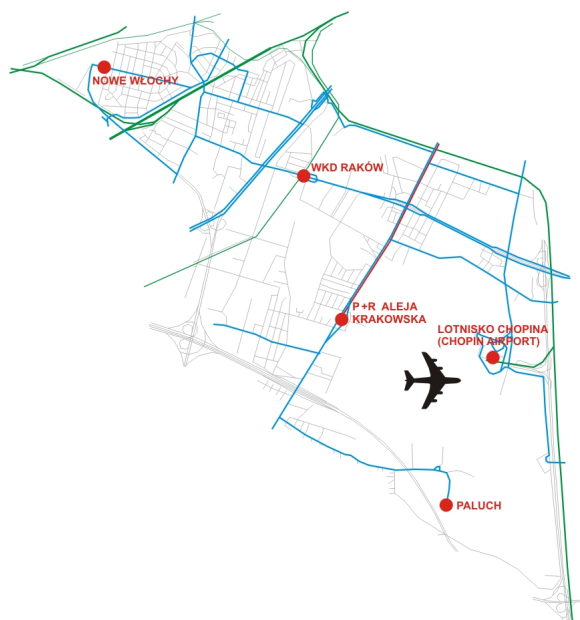 NOWE WŁOCHY
WKD RAKÓW
P+R ALEJA
KRAKOWSKA
LOTNISKO CHOPINA
(CHOPIN AIRPORT)
PALUCH